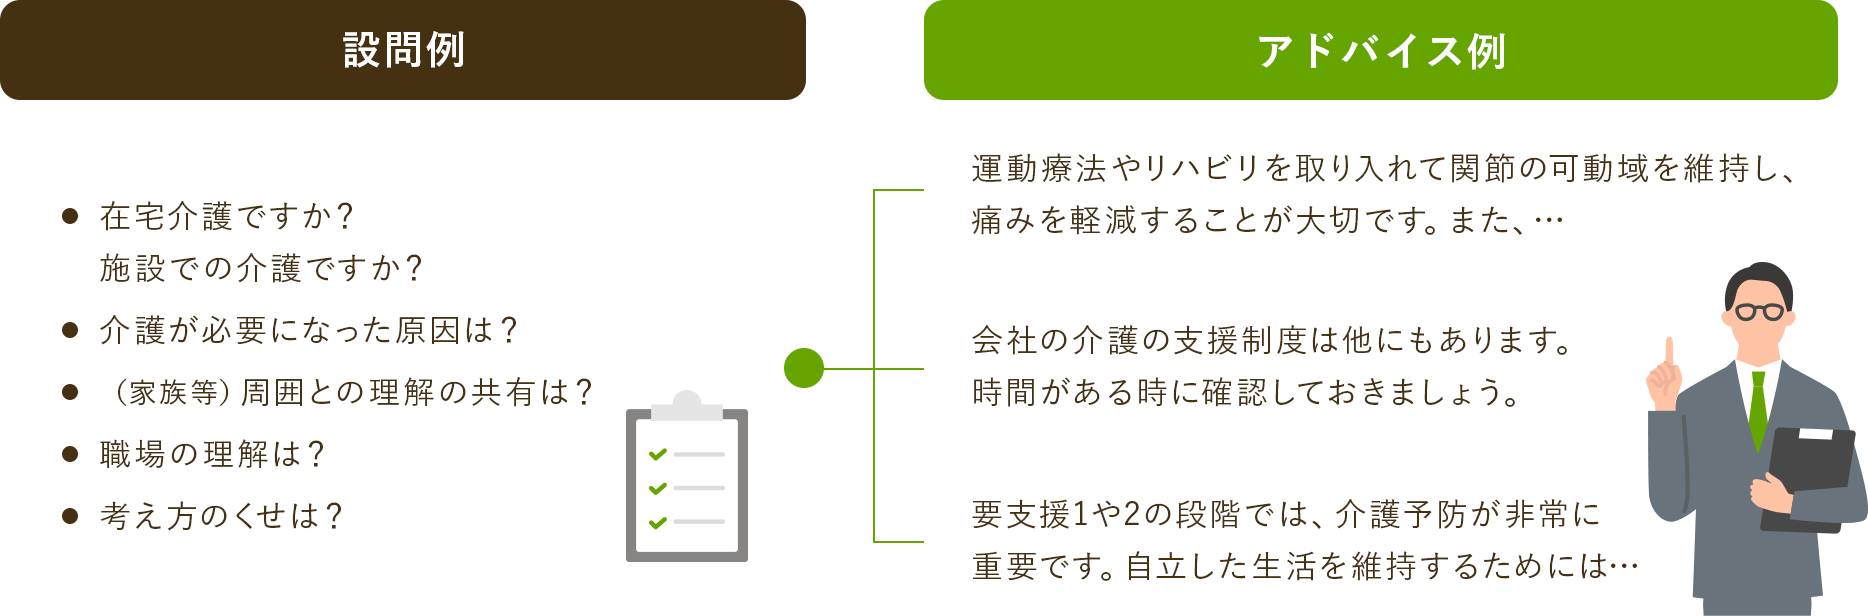 設問例
● 在宅介護ですか？
施設での介護ですか？
● 介護が必要になった原因は？
● （家族等）周囲との理解の共有は？
● 職場の理解は？
● 考え方のくせは？
アドバイス例
運動療法やリハビリを取り入れて関節の可動域を維持し、
痛みを軽減することが大切です。また、…
会社の介護の支援制度は他にもあります。
時間がある時に確認しておきましょう。
要支援1や2の段階では、介護予防が非常に
重要です。自立した生活を維持するためには…